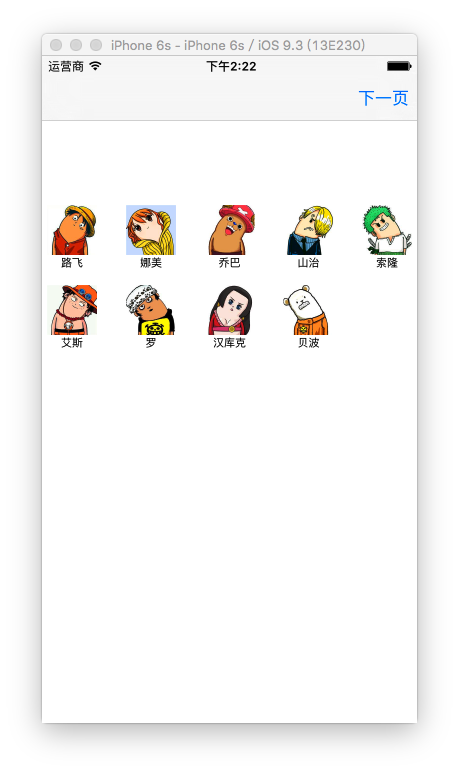 iPhone 6s - iPhone 6s / iOS 9.3 (13E230)
运营商 下午2:22
下一页
路飞 娜美 乔巴 山治 索隆
艾斯 罗 汉库克 贝波